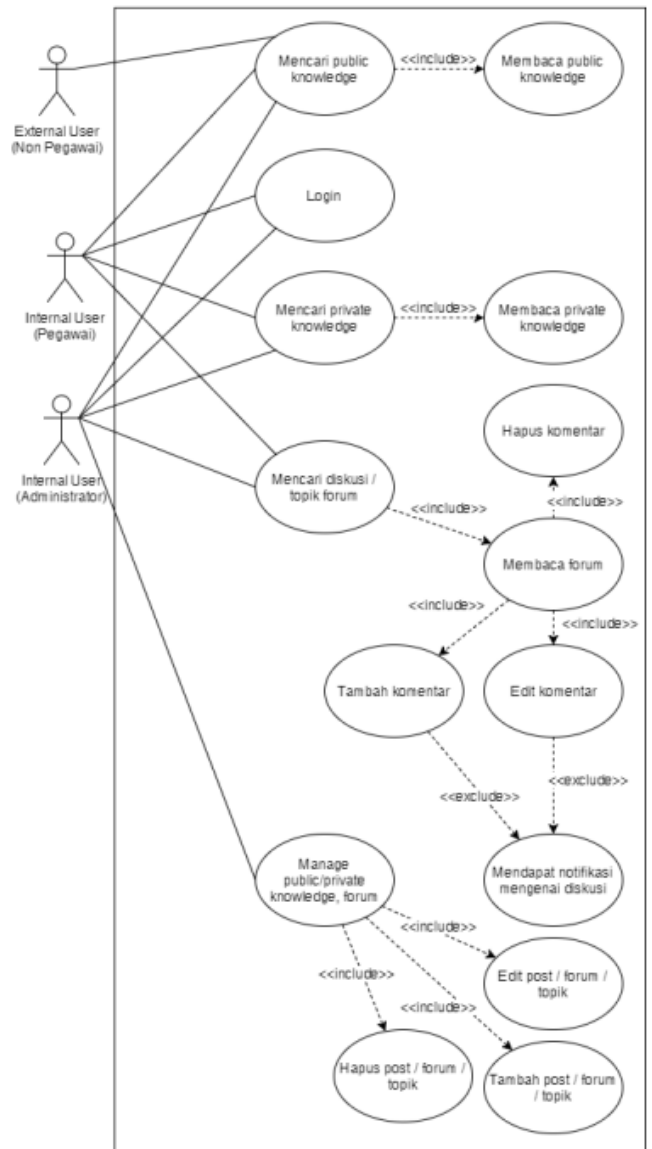 Mencari public
knowledge
<<include>>
Membaca public
knowledge
External User
(Non Pegawai)
Login
Internal User
(Pegawai)
Mencari private
knowledge
<<include>>
Membaca private
knowledge
Hapus komentar
Internal User
(Administrator)
Mencari diskusi /
topik forum
<<include>>
<<include>>
Membaca forum
<<include>>
<<include>>
Tambah komentar
Edit komentar
<<exclude>>
<<exclude>>
Manage
public/private
knowledge, forum
Mendapat notifikasi
mengenai diskusi
<<include>>
<<include>>
Edit post / forum /
topik
<<include>>
Hapus post / forum /
topik
Tambah post / forum
/ topik